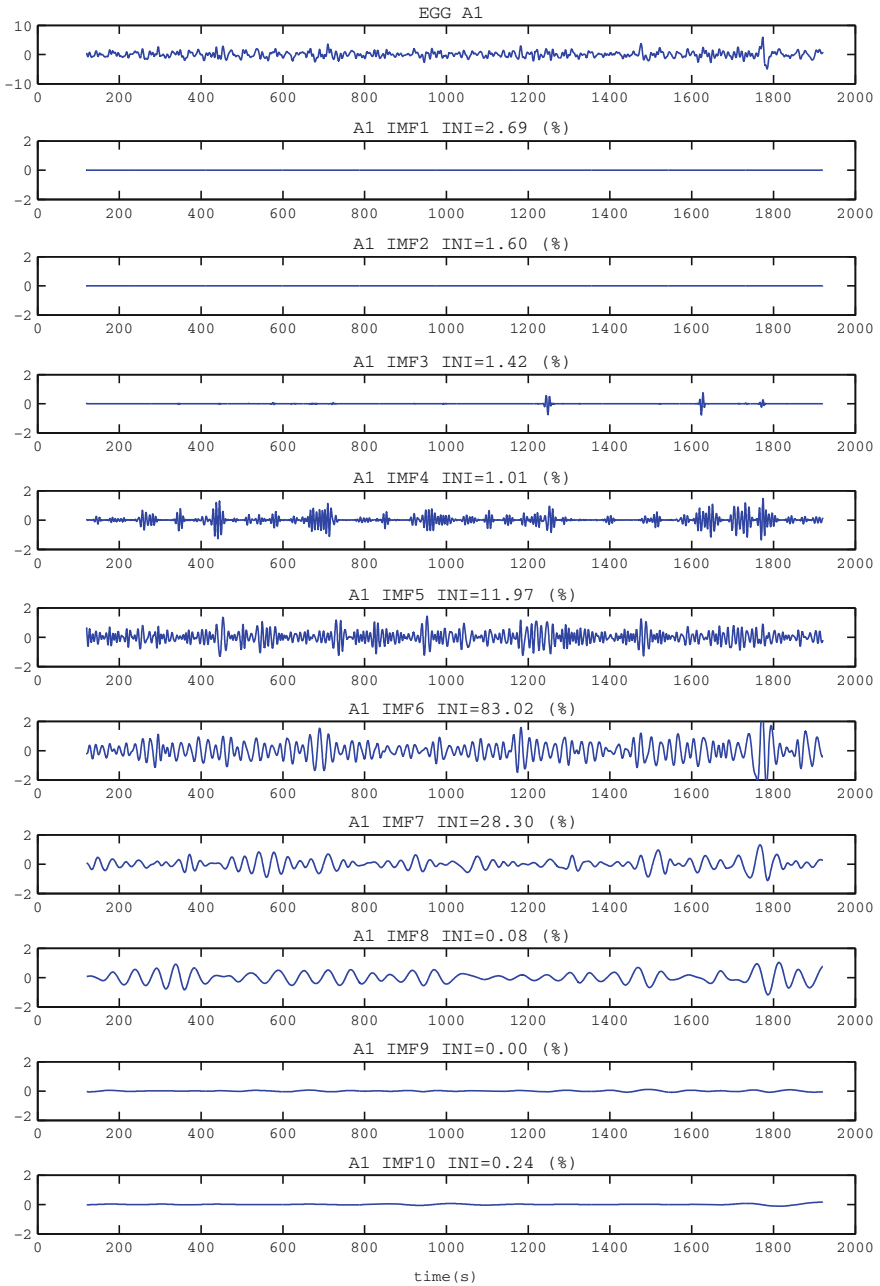 EGG A1
10
0
−10
0 200 400 600 800 1000 1200 1400 1600 1800 2000
A1 IMF1 INI=2.69 (%)
2
0
−2
0 200 400 600 800 1000 1200 1400 1600 1800 2000
A1 IMF2 INI=1.60 (%)
2
0
−2
0 200 400 600 800 1000 1200 1400 1600 1800 2000
A1 IMF3 INI=1.42 (%)
2
0
−2
0 200 400 600 800 1000 1200 1400 1600 1800 2000
A1 IMF4 INI=1.01 (%)
2
0
−2
0 200 400 600 800 1000 1200 1400 1600 1800 2000
A1 IMF5 INI=11.97 (%)
2
0
−2
0 200 400 600 800 1000 1200 1400 1600 1800 2000
A1 IMF6 INI=83.02 (%)
2
0
−2
0 200 400 600 800 1000 1200 1400 1600 1800 2000
A1 IMF7 INI=28.30 (%)
2
0
−2
0 200 400 600 800 1000 1200 1400 1600 1800 2000
A1 IMF8 INI=0.08 (%)
2
0
−2
0 200 400 600 800 1000 1200 1400 1600 1800 2000
A1 IMF9 INI=0.00 (%)
2
0
−2
0 200 400 600 800 1000 1200 1400 1600 1800 2000
A1 IMF10 INI=0.24 (%)
2
0
−2
0 200 400 600 800 1000 1200 1400 1600 1800 2000
time(s)